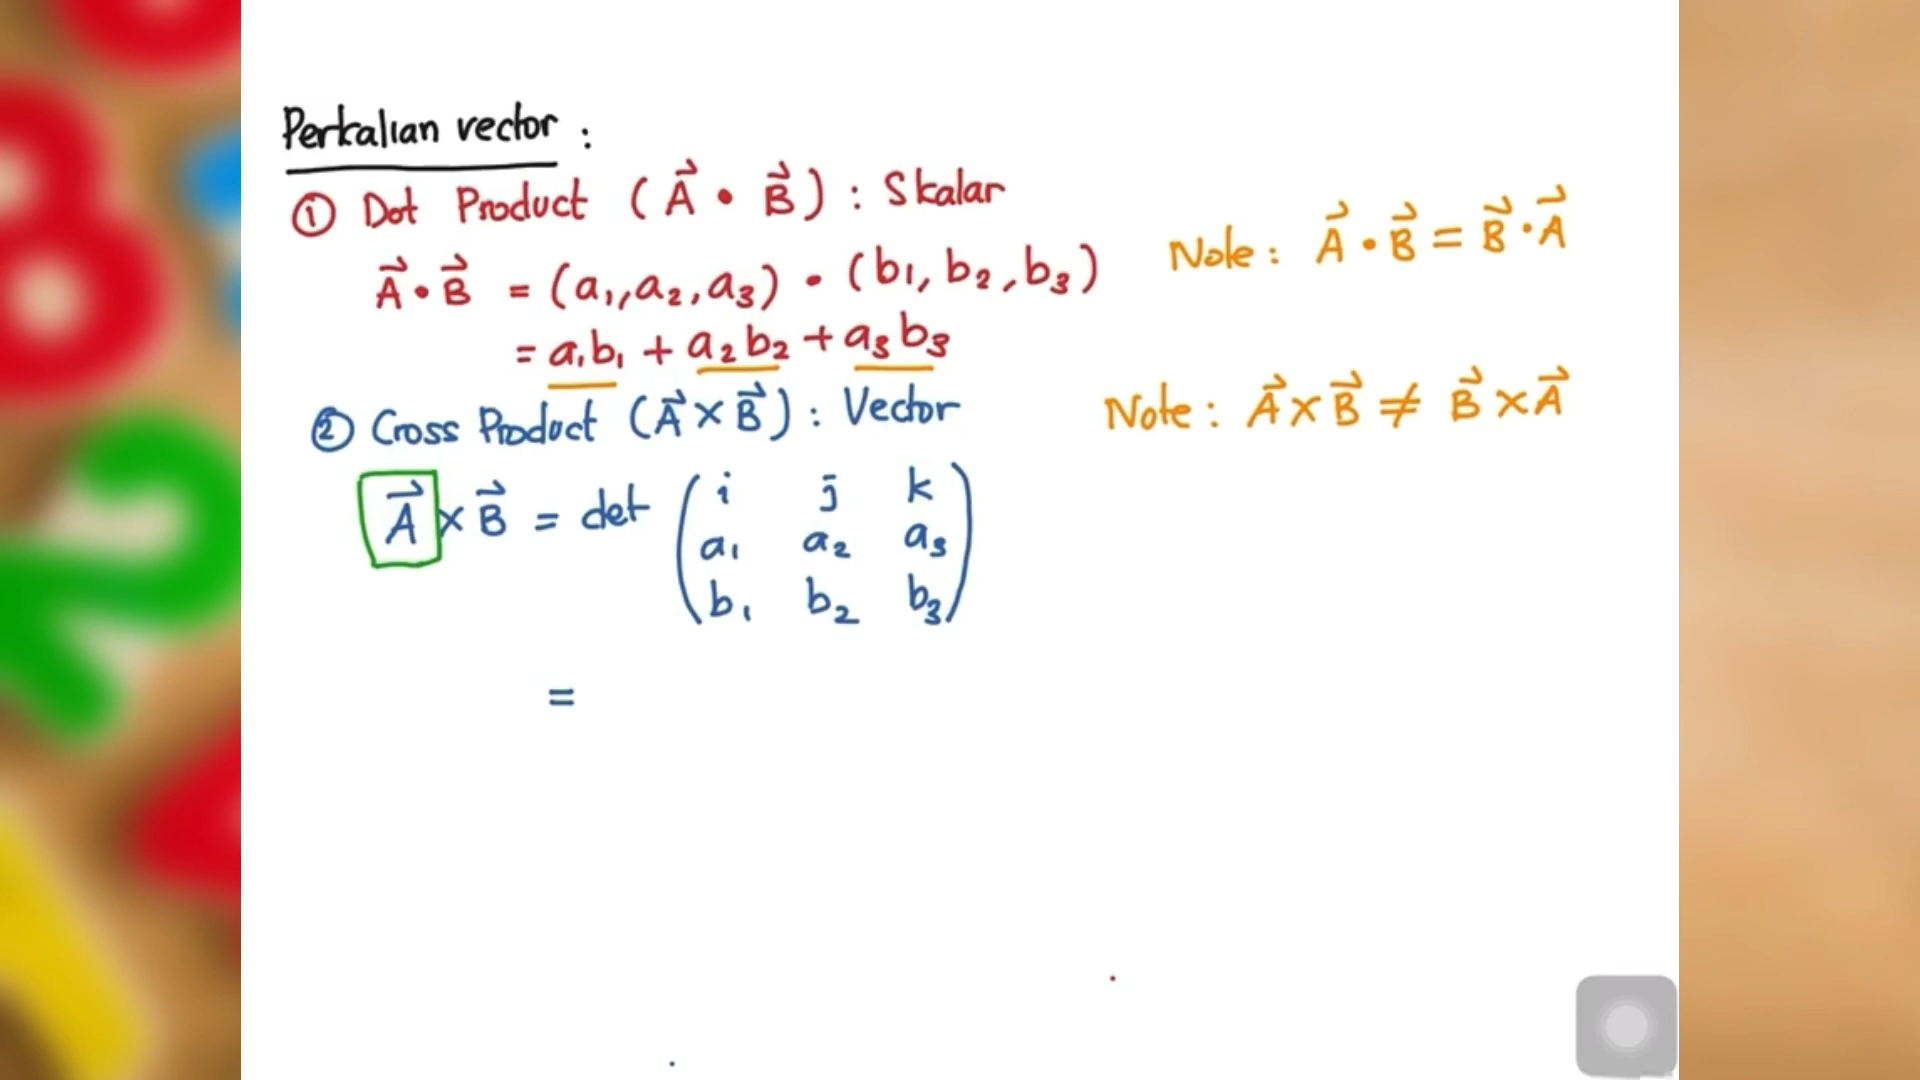 Perkalian vector :
① Dot Product ( A⃗ • B⃗ ) : Skalar
A⃗ • B⃗ = (a₁, a₂, a₃) • (b₁, b₂, b₃)
= a₁b₁ + a₂b₂ + a₃b₃
Note : A⃗ • B⃗ = B⃗ • A⃗
② Cross Product ( A⃗ × B⃗ ) : Vector
Note : A⃗ × B⃗ ≠ B⃗ × A⃗
A⃗ × B⃗ = det ( i j k
a₁ a₂ a₃
b₁ b₂ b₃ )
=